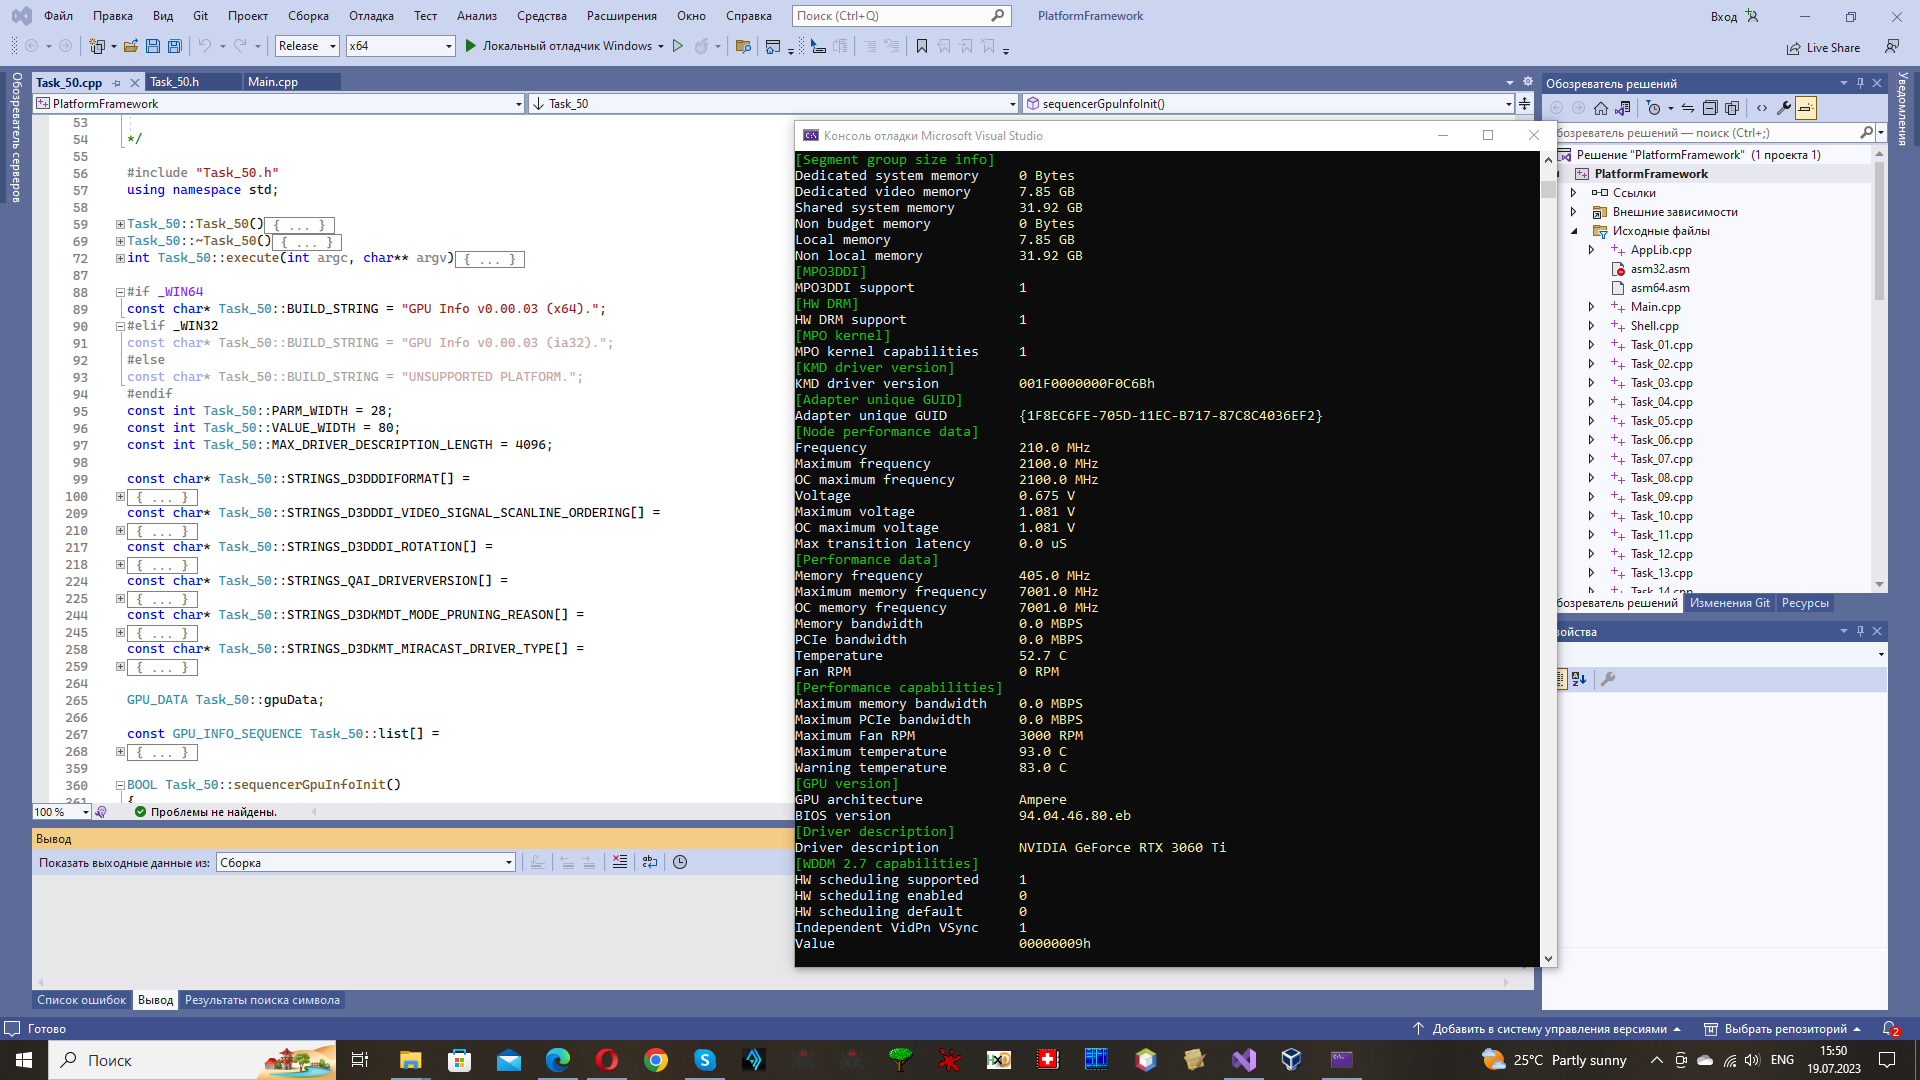 Файл Правка Вид Git Проект Сборка Отладка Тест Анализ Средства Расширения Окно Справка Поиск (Ctrl+Q) PlatformFramework Вход
Release x64 Локальный отладчик Windows Live Share
Обозреватель серверов
Task_50.cpp Task_50.h Main.cpp
PlatformFramework Task_50 sequencerGpuInfoInit()
53
54 */
55
56 #include "Task_50.h"
57 using namespace std;
58
59 Task_50::Task_50(){ ... }
69 Task_50::~Task_50(){ ... }
72 int Task_50::execute(int argc, char** argv){ ... }
87
88 #if _WIN64
89 const char* Task_50::BUILD_STRING = "GPU Info v0.00.03 (x64).";
90 #elif _WIN32
91 const char* Task_50::BUILD_STRING = "GPU Info v0.00.03 (ia32).";
92 #else
93 const char* Task_50::BUILD_STRING = "UNSUPPORTED PLATFORM.";
94 #endif
95 const int Task_50::PARM_WIDTH = 28;
96 const int Task_50::VALUE_WIDTH = 80;
97 const int Task_50::MAX_DRIVER_DESCRIPTION_LENGTH = 4096;
98
99 const char* Task_50::STRINGS_D3DDDIFORMAT[] =
100 { ... }
209 const char* Task_50::STRINGS_D3DDDI_VIDEO_SIGNAL_SCANLINE_ORDERING[] =
210 { ... }
217 const char* Task_50::STRINGS_D3DDDI_ROTATION[] =
218 { ... }
224 const char* Task_50::STRINGS_QAI_DRIVERVERSION[] =
225 { ... }
244 const char* Task_50::STRINGS_D3DKMDT_MODE_PRUNING_REASON[] =
245 { ... }
258 const char* Task_50::STRINGS_D3DKMT_MIRACAST_DRIVER_TYPE[] =
259 { ... }
264
265 GPU_DATA Task_50::gpuData;
266
267 const GPU_INFO_SEQUENCE Task_50::list[] =
268 { ... }
359
360 BOOL Task_50::sequencerGpuInfoInit()
361 {
100 % Проблемы не найдены.
Вывод
Показать выходные данные из: Сборка
Список ошибок Вывод Результаты поиска символа
Консоль отладки Microsoft Visual Studio
[Segment group size info]
Dedicated system memory 0 Bytes
Dedicated video memory 7.85 GB
Shared system memory 31.92 GB
Non budget memory 0 Bytes
Local memory 7.85 GB
Non local memory 31.92 GB
[MPO3DDI]
MPO3DDI support 1
[HW DRM]
HW DRM support 1
[MPO kernel]
MPO kernel capabilities 1
[KMD driver version]
KMD driver version 001F0000000F0C6Bh
[Adapter unique GUID]
Adapter unique GUID {1F8EC6FE-705D-11EC-B717-87C8C4036EF2}
[Node performance data]
Frequency 210.0 MHz
Maximum frequency 2100.0 MHz
OC maximum frequency 2100.0 MHz
Voltage 0.675 V
Maximum voltage 1.081 V
OC maximum voltage 1.081 V
Max transition latency 0.0 uS
[Performance data]
Memory frequency 405.0 MHz
Maximum memory frequency 7001.0 MHz
OC memory frequency 7001.0 MHz
Memory bandwidth 0.0 MBPS
PCIe bandwidth 0.0 MBPS
Temperature 52.7 C
Fan RPM 0 RPM
[Performance capabilities]
Maximum memory bandwidth 0.0 MBPS
Maximum PCIe bandwidth 0.0 MBPS
Maximum Fan RPM 3000 RPM
Maximum temperature 93.0 C
Warning temperature 83.0 C
[GPU version]
GPU architecture Ampere
BIOS version 94.04.46.80.eb
[Driver description]
Driver description NVIDIA GeForce RTX 3060 Ti
[WDDM 2.7 capabilities]
HW scheduling supported 1
HW scheduling enabled 0
HW scheduling default 0
Independent VidPn VSync 1
Value 00000009h
Обозреватель решений
бозреватель решений — поиск (Ctrl+;)
Решение "PlatformFramework" (1 проекта 1)
PlatformFramework
Ссылки
Внешние зависимости
Исходные файлы
AppLib.cpp
asm32.asm
asm64.asm
Main.cpp
Shell.cpp
Task_01.cpp
Task_02.cpp
Task_03.cpp
Task_04.cpp
Task_05.cpp
Task_06.cpp
Task_07.cpp
Task_08.cpp
Task_09.cpp
Task_10.cpp
Task_11.cpp
Task_12.cpp
Task_13.cpp
Task_14.cpp
бозреватель решений Изменения Git Ресурсы
войства
Уведомления
Готово Добавить в систему управления версиями Выбрать репозиторий 2
Поиск 25°C Partly sunny ENG 15:50
19.07.2023